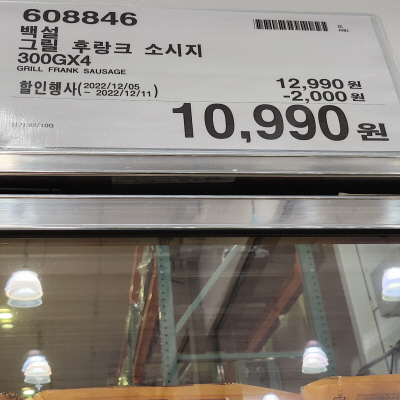 608846
백설
그릴 후랑크 소시지
300GX4
GRILL FRANK SAUSAGE
12,990 원
할인행사(2022/12/05 ~ 2022/12/11)
-2,000 원
10,990 원